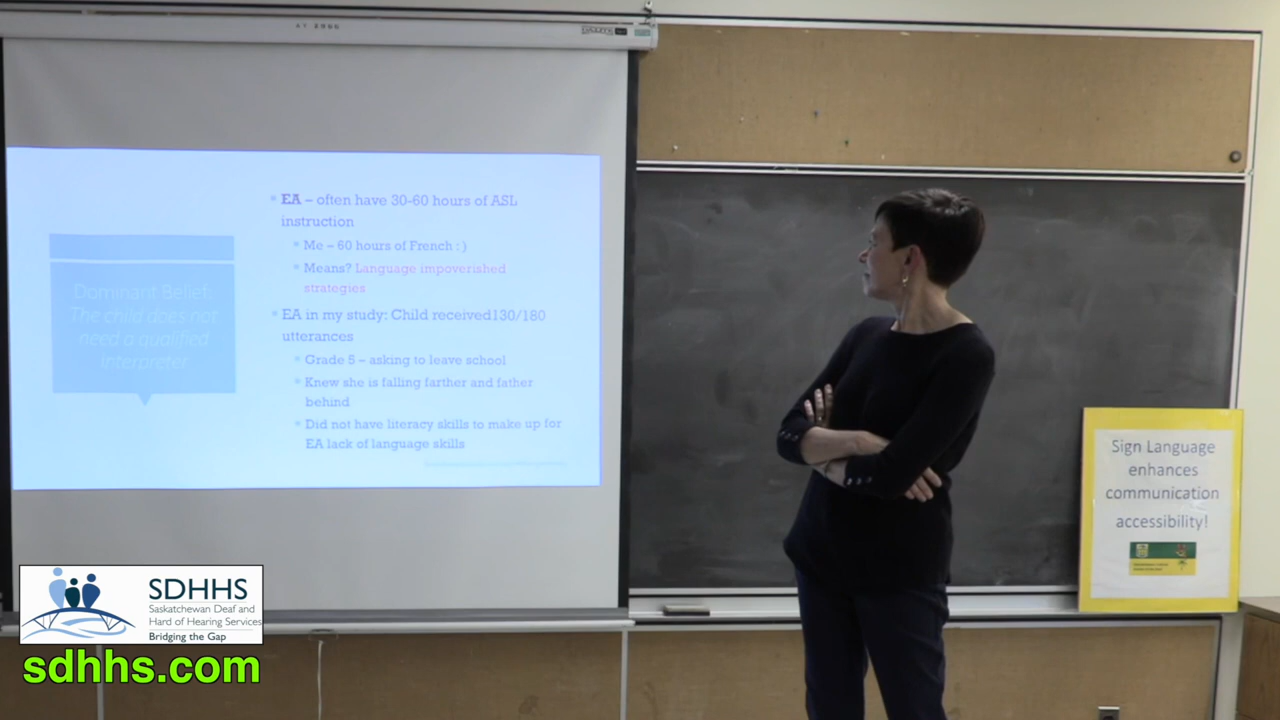 EA – often have 30-60 hours of ASL
instruction
Me – 60 hours of French : )
Means? Language impoverished
strategies
EA in my study: Child received130/180
utterances
Grade 5 – asking to leave school
Knew she is falling farther and father
behind
Did not have literacy skills to make up for
EA lack of language skills
Dominant Belief:
The child does not
need a qualified
Interpreter
Sign Language
enhances
communication
accessibility!
SDHHS
Saskatchewan Deaf and
Hard of Hearing Services
Bridging the Gap
sdhhs.com